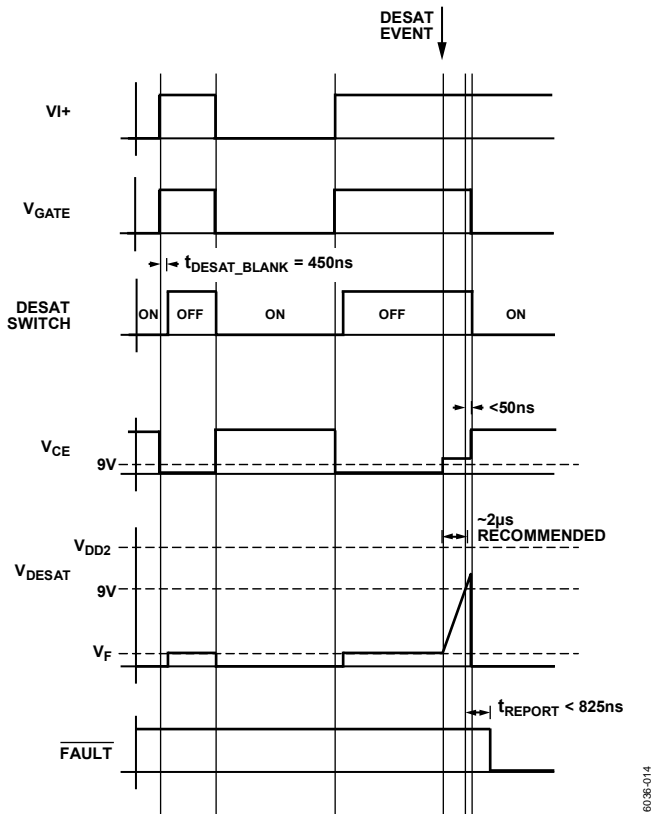 DESAT
EVENT
VI+
VGATE
tDESAT_BLANK = 450ns
DESAT
SWITCH
ON
OFF
ON
OFF
ON
<50ns
VCE
9V
~2µs
RECOMMENDED
VDD2
VDESAT
9V
VF
tREPORT < 825ns
FAULT
6036-014